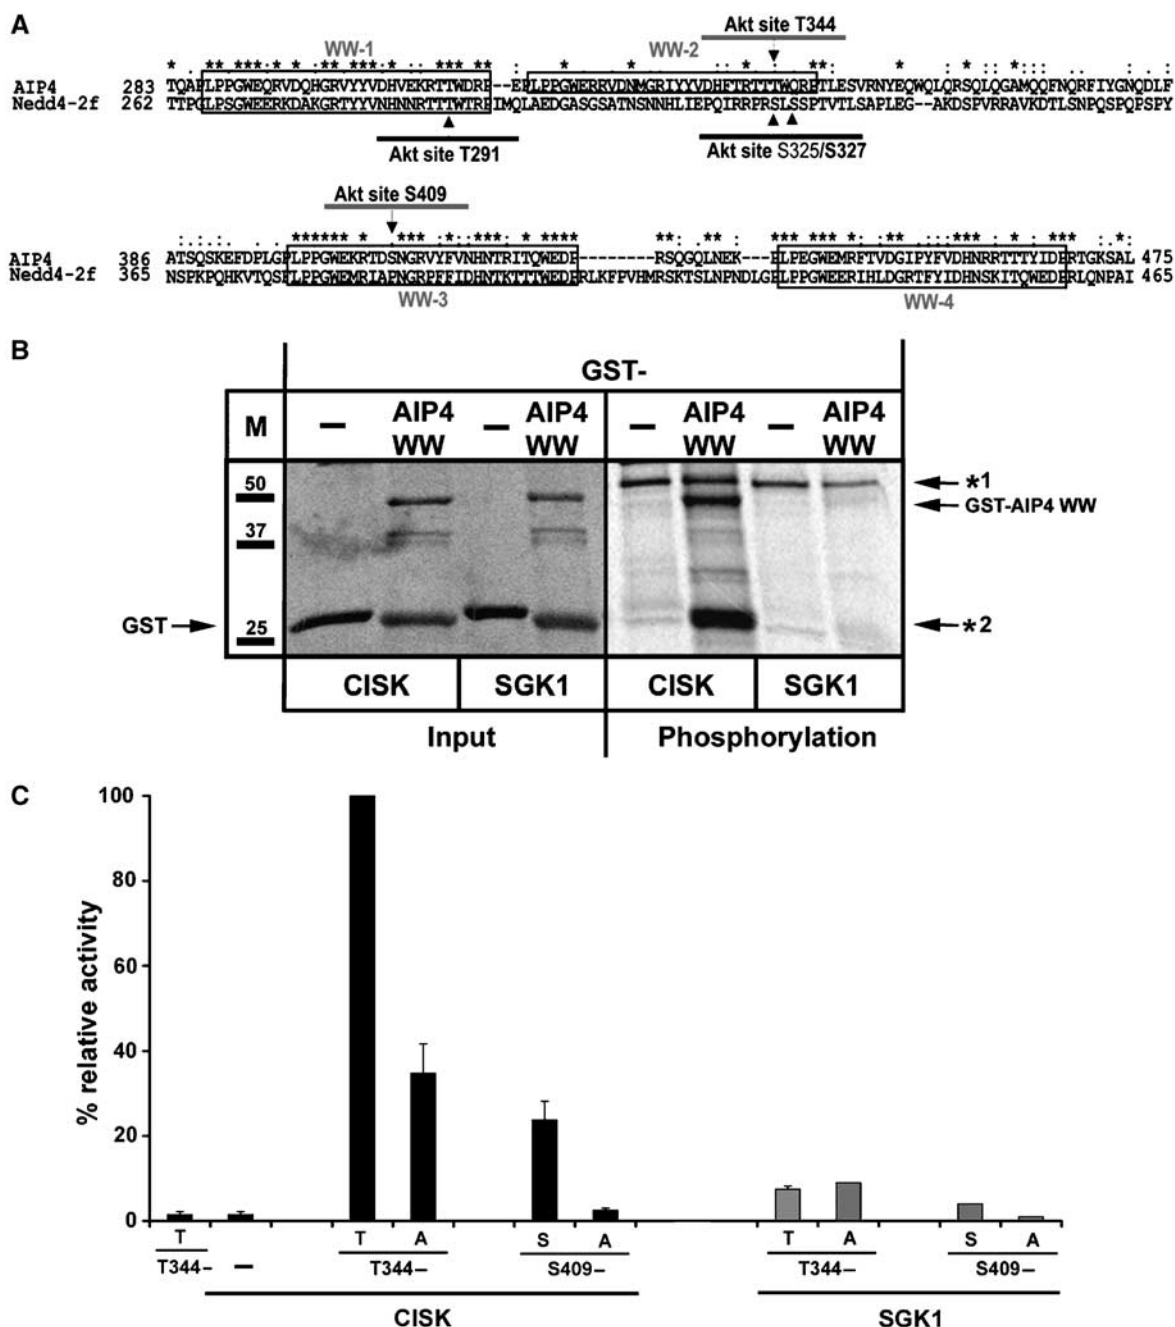 A
Akt site T344
WW-1
WW-2
AIP4 283 TQAPLPPGWEQRVDQHGRVYYVDHVEKRTTWDRP--EPLPPGWERRVDNMGRIYYVDHFTRTTTWQRPTLESVRNYEQWQLQRSQLQGAMQQFNQRFIYGNQDLF
Nedd4-2f 262 TTPGLPSGWEERKDAKGRTYYVNHNNRTTTWTRPIMQLAEDGASGSATNSNNHLIEPQIRRPRSLSSPTVTLSAPLEG--AKDSPVRRAVKDTLSNPQSPQPSPY
Akt site T291
Akt site S325/S327
Akt site S409
AIP4 386 ATSQSKEFDPLGPLPPGWEKRTDSNGRVYFVNHNTRITQWEDP--------RSQGQLNEK---PLPEGWEMRFTVDGIPYFVDHNRRTTTYIDPRTGKSAL 475
Nedd4-2f 365 NSPKPQHKVTQSFLPPGWEMRIAPNGRPFFIDHNTKTTTWEDPRLKFPVHMRSKTSLNPNDLGPLPPGWEERIHLDGRTFYIDHNSKITQWEDPRLQNPAI 465
WW-3
WW-4
B
GST-
M
–
AIP4 WW
–
AIP4 WW
–
AIP4 WW
–
AIP4 WW
50
37
25
GST
*1
GST-AIP4 WW
*2
CISK
SGK1
CISK
SGK1
Input
Phosphorylation
C
% relative activity
100
80
60
40
20
0
T
T A
S A
T A
S A
T344–
–
T344–
S409–
T344–
S409–
CISK
SGK1